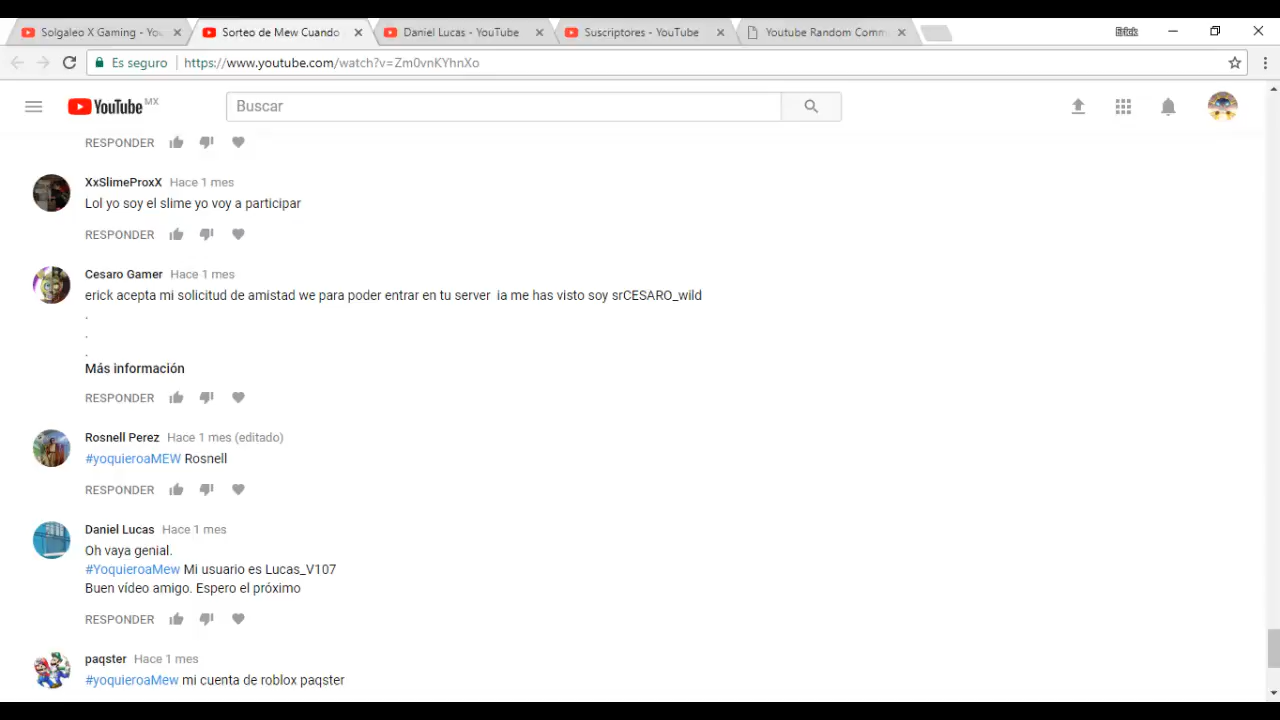 Solgaleo X Gaming - You
Sorteo de Mew Cuando
Daniel Lucas - YouTube
Suscriptores - YouTube
Youtube Random Comm
Erick
Es seguro
https://www.youtube.com/watch?v=Zm0vnKYhnXo
YouTube MX
Buscar
RESPONDER
XxSlimeProxX Hace 1 mes
Lol yo soy el slime yo voy a participar
RESPONDER
Cesaro Gamer Hace 1 mes
erick acepta mi solicitud de amistad we para poder entrar en tu server ia me has visto soy srCESARO_wild
.
.
.
Más información
RESPONDER
Rosnell Perez Hace 1 mes (editado)
#yoquieroaMEW Rosnell
RESPONDER
Daniel Lucas Hace 1 mes
Oh vaya genial.
#YoquieroaMew Mi usuario es Lucas_V107
Buen vídeo amigo. Espero el próximo
RESPONDER
paqster Hace 1 mes
#yoquieroaMew mi cuenta de roblox paqster